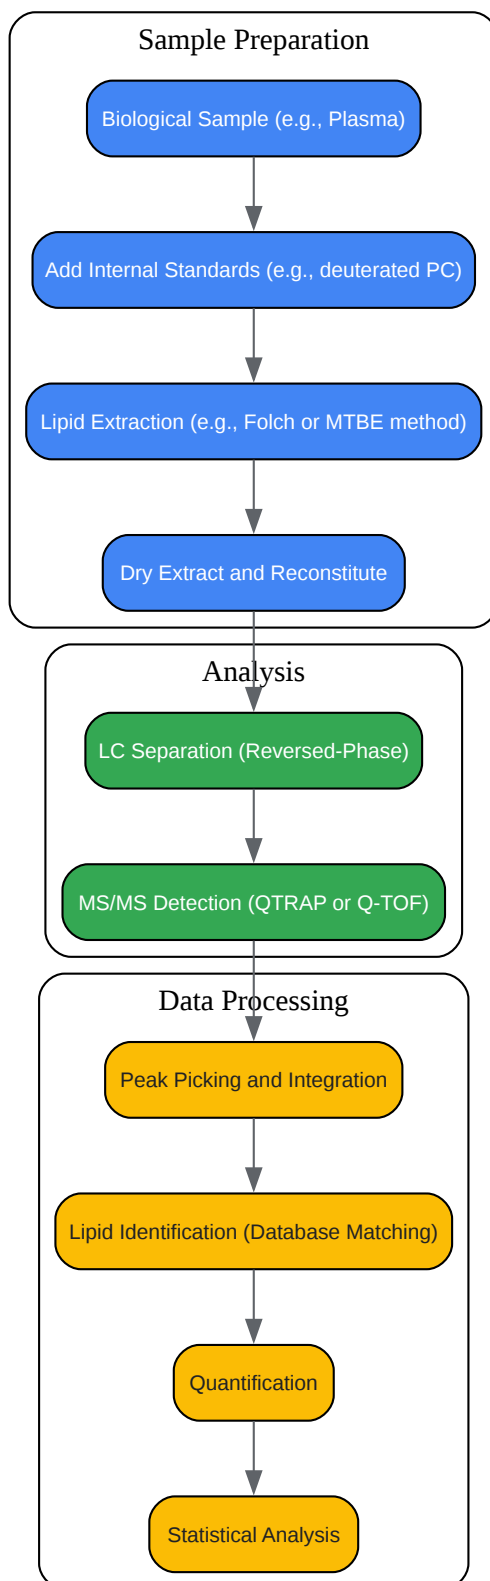 Sample Preparation
Biological Sample (e.g., Plasma)
Add Internal Standards (e.g., deuterated PC)
Lipid Extraction (e.g., Folch or MTBE method)
Dry Extract and Reconstitute
Analysis
LC Separation (Reversed-Phase)
MS/MS Detection (QTRAP or Q-TOF)
Data Processing
Peak Picking and Integration
Lipid Identification (Database Matching)
Quantification
Statistical Analysis